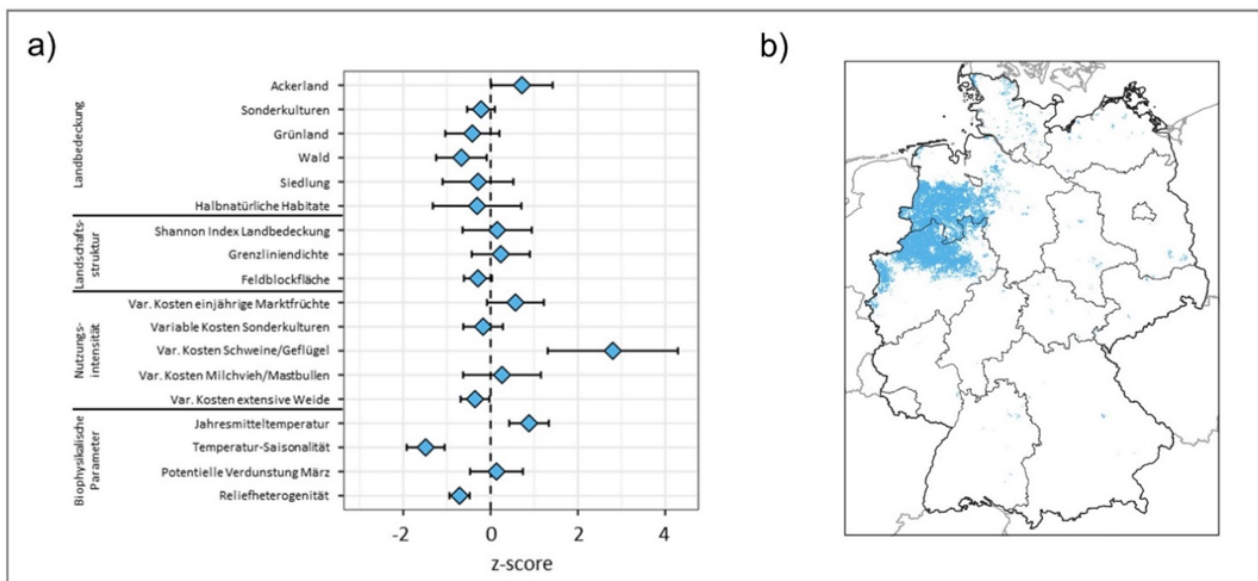 a)
b)
Landbedeckung
Ackerland
Sonderkulturen
Grünland
Wald
Siedlung
Halbnatürliche Habitate
Landschafts-
struktur
Shannon Index Landbedeckung
Grenzliniendichte
Feldblockfläche
Nutzungs-
intensität
Var. Kosten einjährige Marktfrüchte
Variable Kosten Sonderkulturen
Var. Kosten Schweine/Geflügel
Var. Kosten Milchvieh/Mastbullen
Var. Kosten extensive Weide
Biophysikalische
Parameter
Jahresmitteltemperatur
Temperatur-Saisonalität
Potentielle Verdunstung März
Reliefheterogenität
-2 0 2 4
z-score